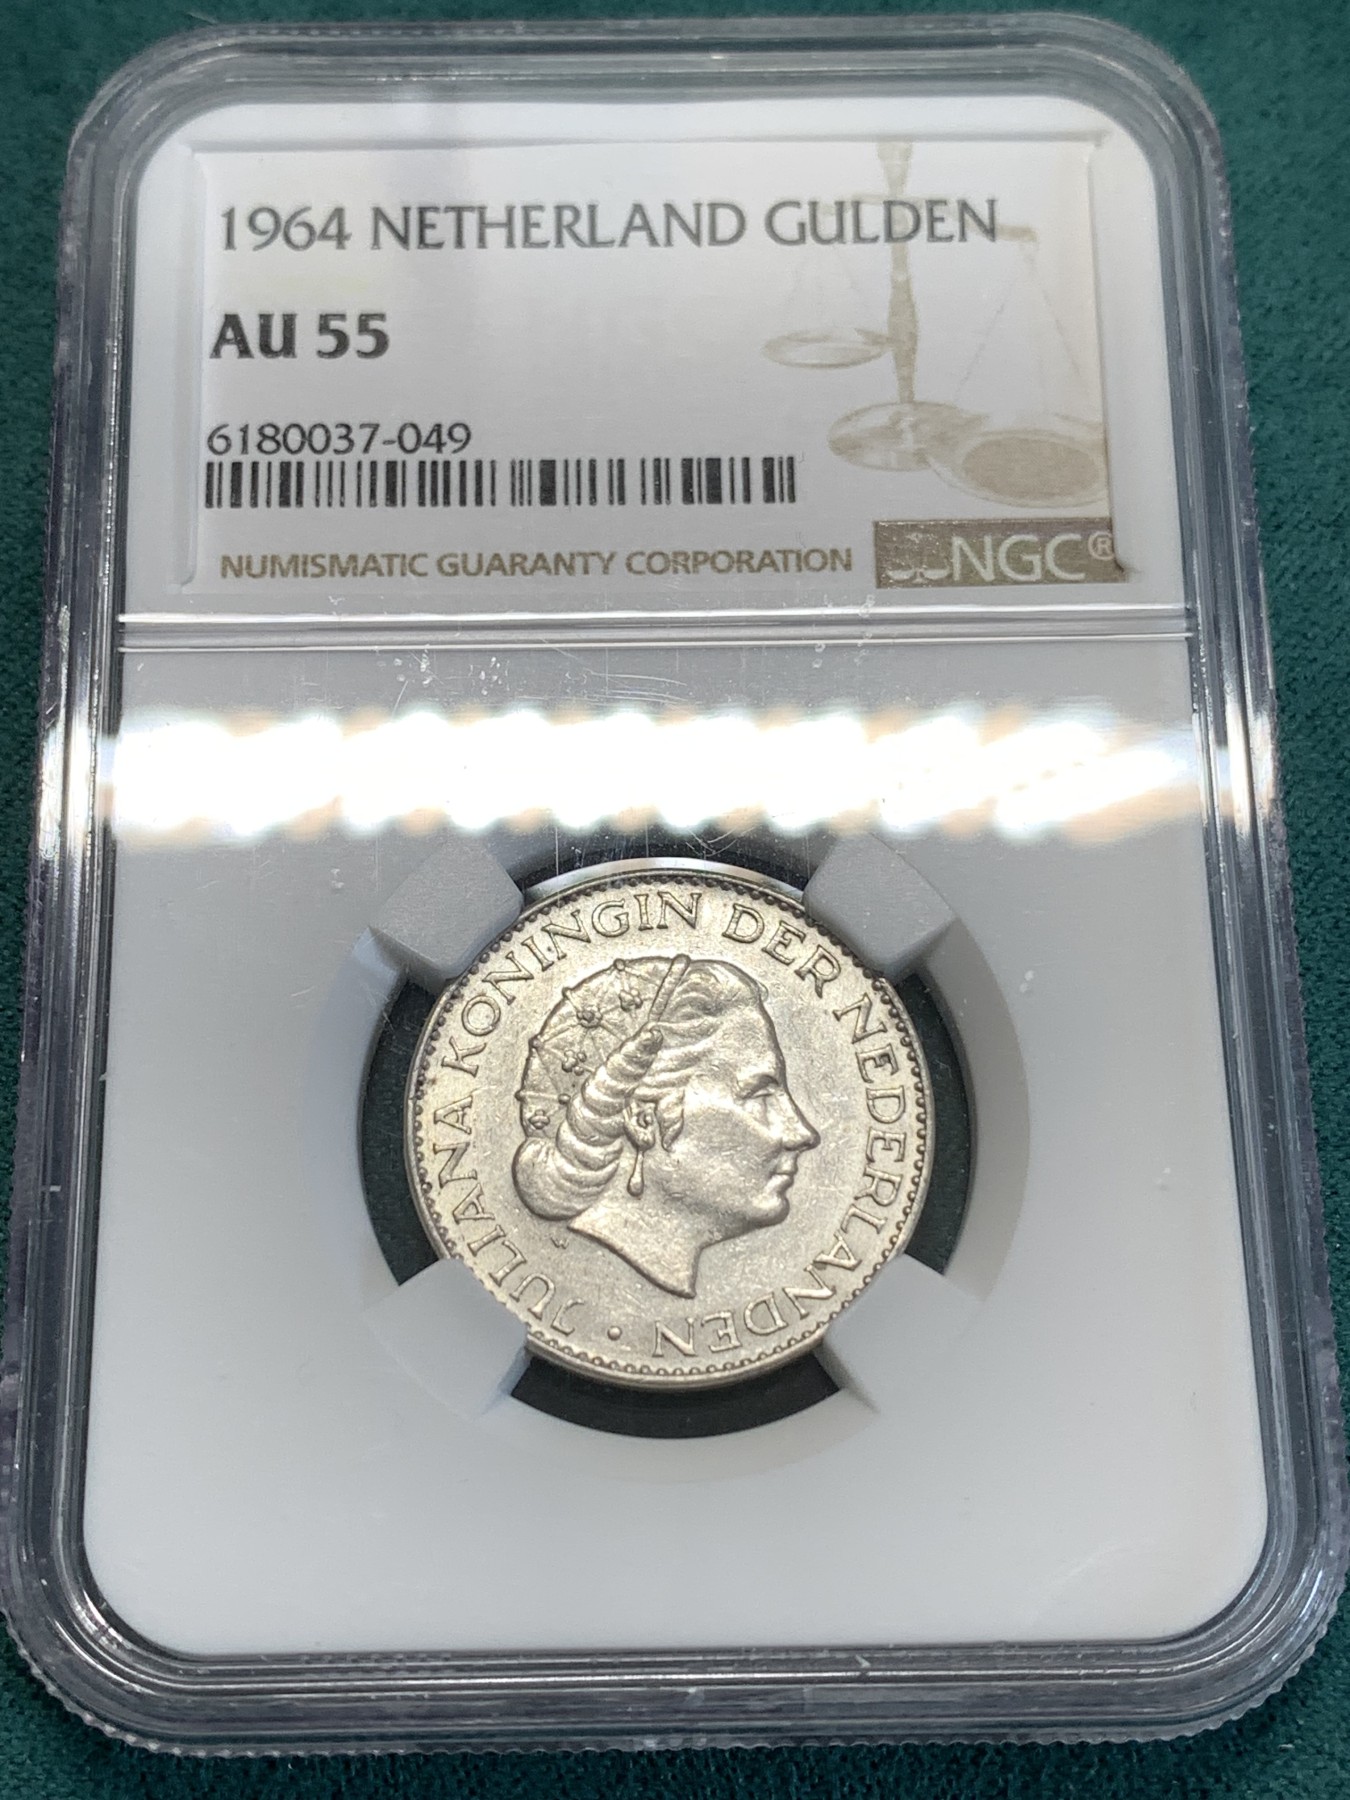 1964 NETHERLAND GULDEN
AU 55
6180037-049
NUMISMATIC GUARANTY CORPORATION NGC®
JULIANA KONINGIN DER NEDERLANDEN •